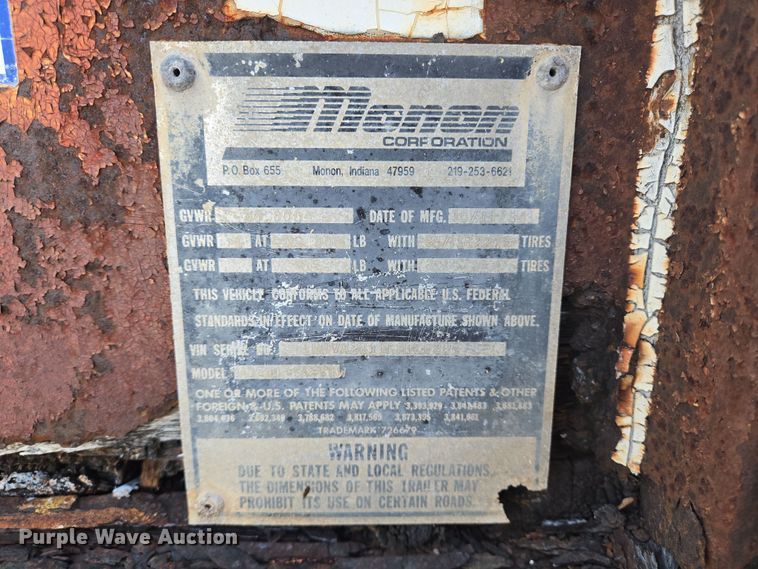 Monon
CORPORATION
P.O. Box 655 Monon, Indiana 47959 219-253-6621
GVWR DATE OF MFG.
GVWR AT LB WITH TIRES
GVWR AT LB WITH TIRES
THIS VEHICLE CONFORMS TO ALL APPLICABLE U.S. FEDERAL
STANDARDS IN EFFECT ON DATE OF MANUFACTURE SHOWN ABOVE.
VIN SERIAL NO.
MODEL
ONE OR MORE OF THE FOLLOWING LISTED PATENTS & OTHER
FOREIGN & U.S. PATENTS MAY APPLY
TRADEMARK 726679
WARNING
DUE TO STATE AND LOCAL REGULATIONS,
THE DIMENSIONS OF THIS TRAILER MAY
PROHIBIT ITS USE ON CERTAIN ROADS.
Purple Wave Auction